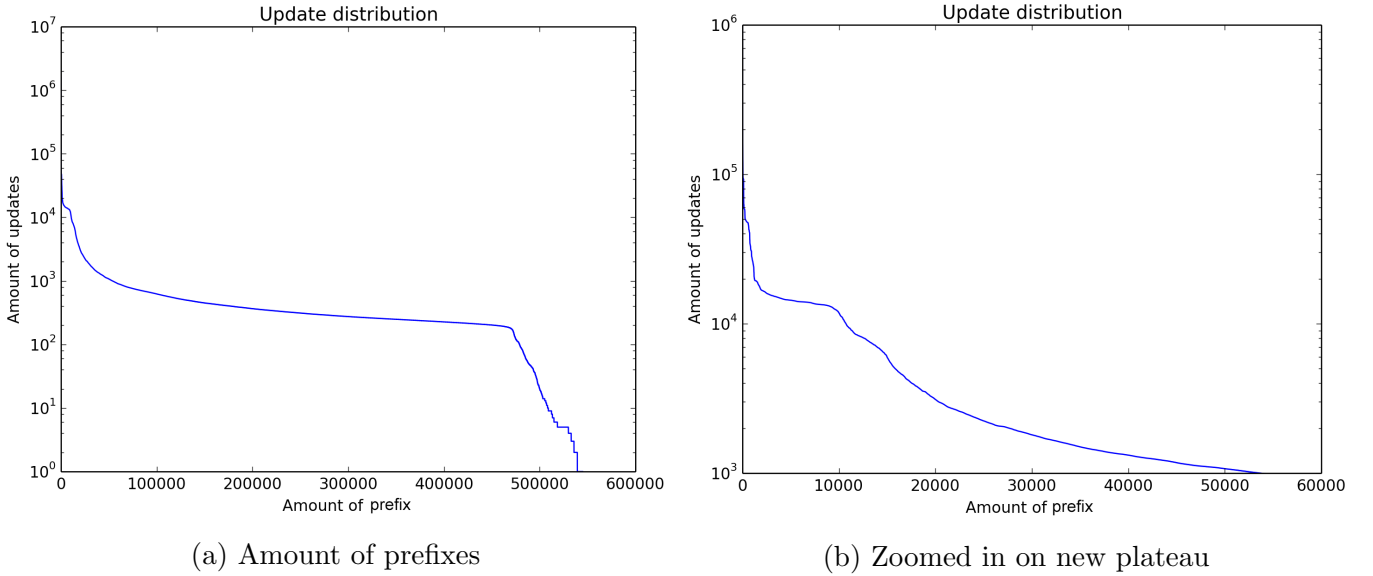 Update distribution
10^7
10^6
10^5
10^4
10^3
10^2
10^1
10^0
Amount of updates
0 100000 200000 300000 400000 500000 600000
Amount of prefix
(a) Amount of prefixes
Update distribution
10^6
10^5
10^4
10^3
Amount of updates
0 10000 20000 30000 40000 50000 60000
Amount of prefix
(b) Zoomed in on new plateau